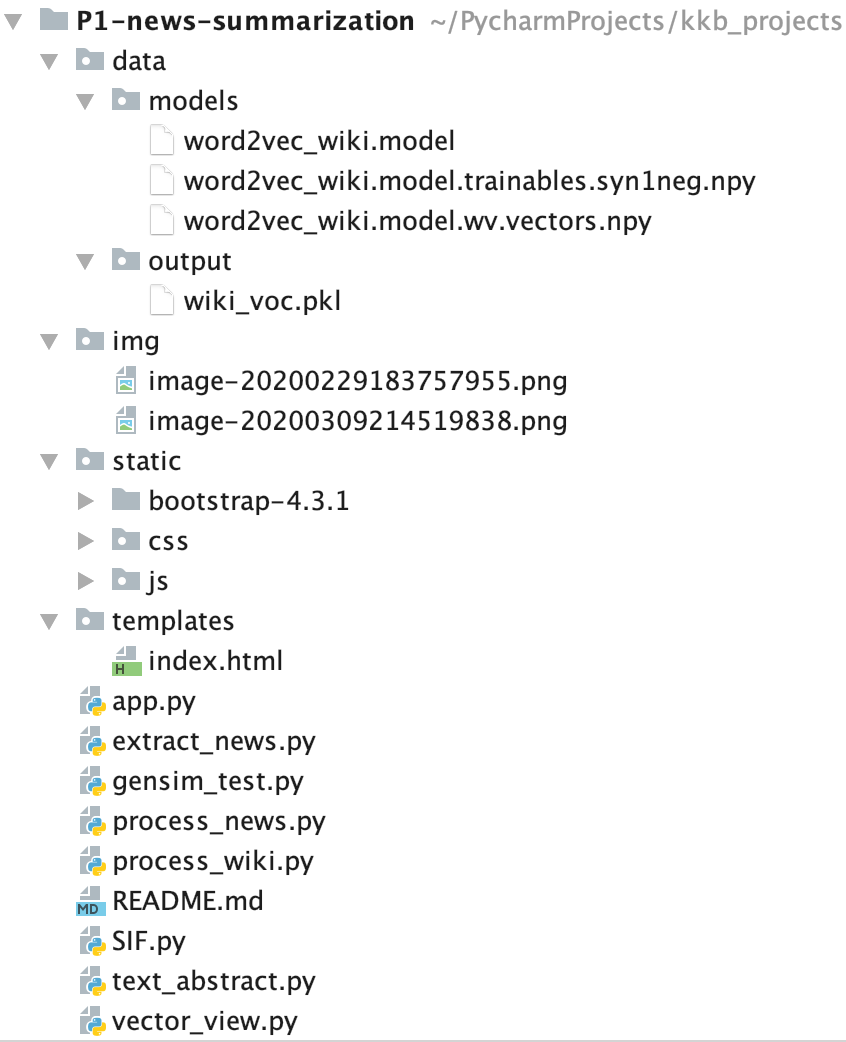 P1-news-summarization ~/PycharmProjects/kkb_projects
data
models
word2vec_wiki.model
word2vec_wiki.model.trainables.syn1neg.npy
word2vec_wiki.model.wv.vectors.npy
output
wiki_voc.pkl
img
image-20200229183757955.png
image-20200309214519838.png
static
bootstrap-4.3.1
css
js
templates
H index.html
app.py
extract_news.py
gensim_test.py
process_news.py
process_wiki.py
MD README.md
SIF.py
text_abstract.py
vector_view.py